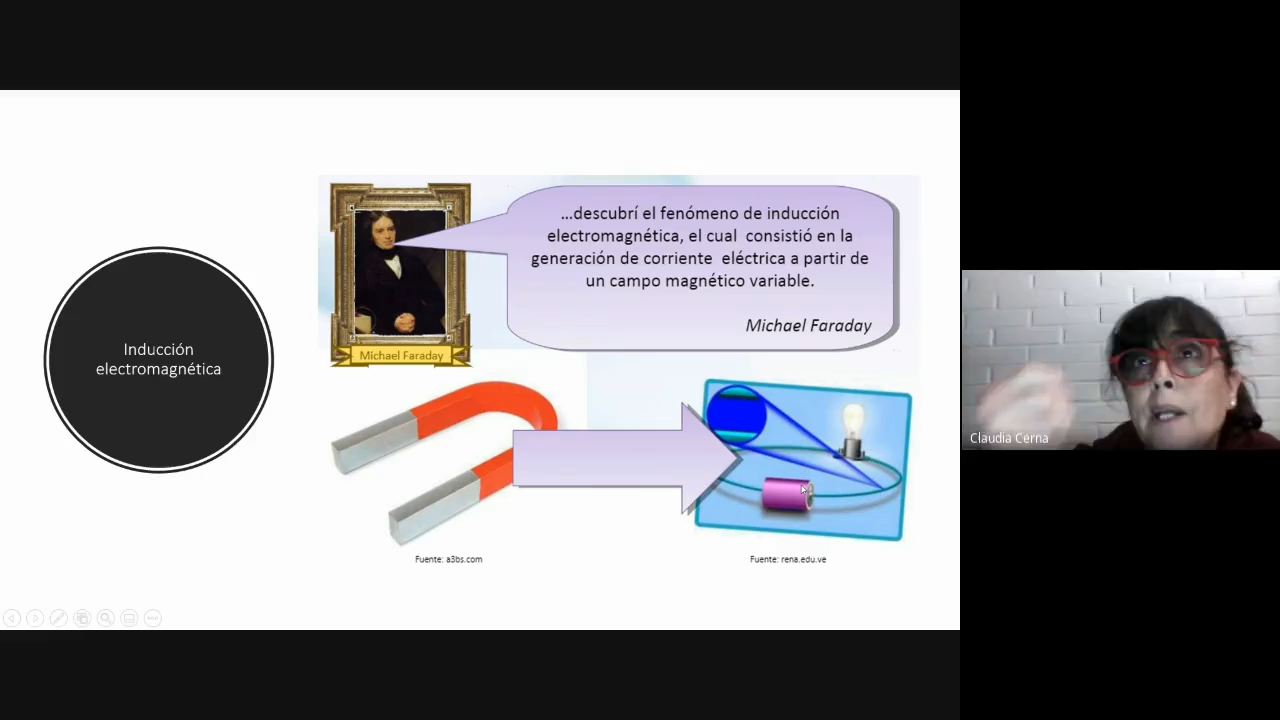 Inducción
electromagnética
...descubrí el fenómeno de inducción
electromagnética, el cual consistió en la
generación de corriente eléctrica a partir de
un campo magnético variable.
Michael Faraday
Michael Faraday
Fuente: a3bs.com
Fuente: rena.edu.ve
Claudia Cerna